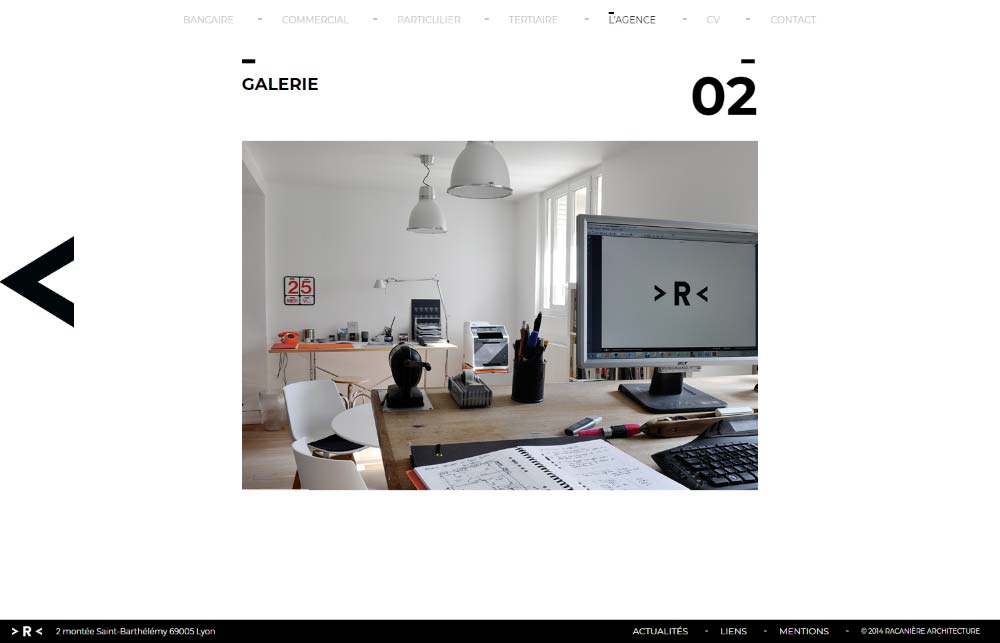 BANCAIRE - COMMERCIAL - PARTICULIER - TERTIAIRE - L'AGENCE - CV - CONTACT
GALERIE
02
25
>R<
acer
>R< 2 montée Saint-Barthélémy 69005 Lyon
ACTUALITÉS - LIENS - MENTIONS - © 2014 RACANIÈRE ARCHITECTURE